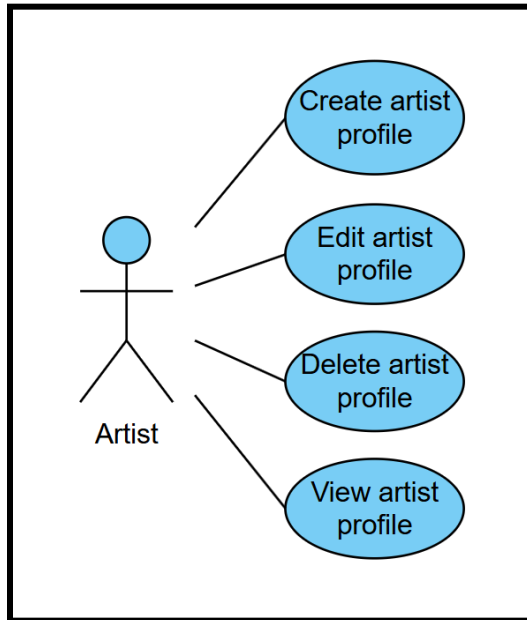 Create artist
profile
Edit artist
profile
Delete artist
profile
Artist
View artist
profile